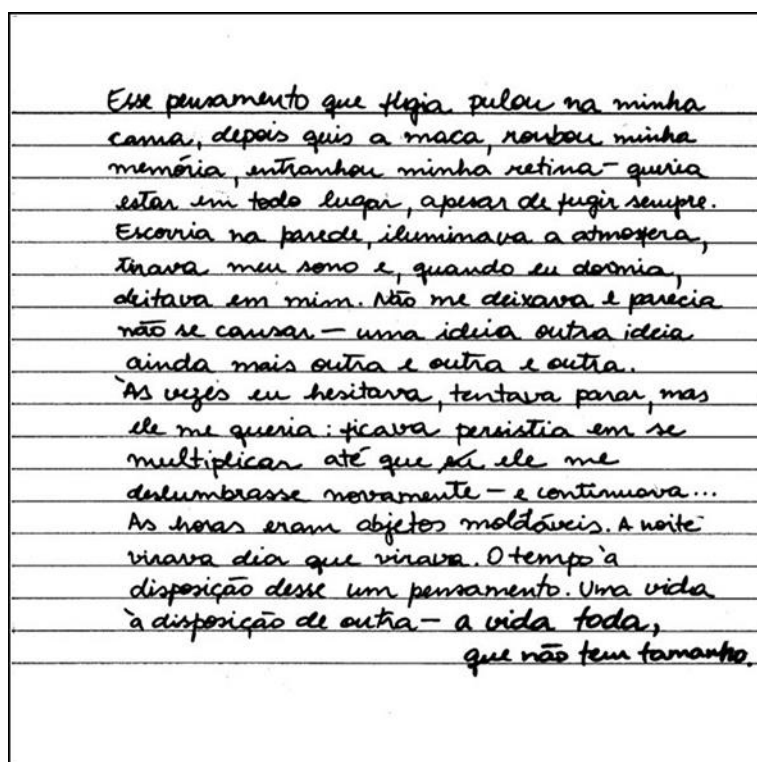 Esse pensamento que fugia pulou na minha
cama, depois quis a maca, roubou minha
memória, entranhou minha retina - queria
estar em todo lugar, apesar de fugir sempre.
Escorria na parede, iluminava a atmosfera,
tirava meu sono e, quando eu dormia,
deitava em mim. Não me deixava e parecia
não se cansar — uma ideia outra ideia
ainda mais outra e outra e outra.
Às vezes eu hesitava, tentava parar, mas
ele me queria: ficava persistia em se
multiplicar até que ele me
deslumbrasse novamente - e continuava...
As horas eram objetos moldáveis. A noite
virava dia que virava. O tempo à
disposição desse um pensamento. Uma vida
à disposição de outra - a vida toda,
que não tem tamanho.